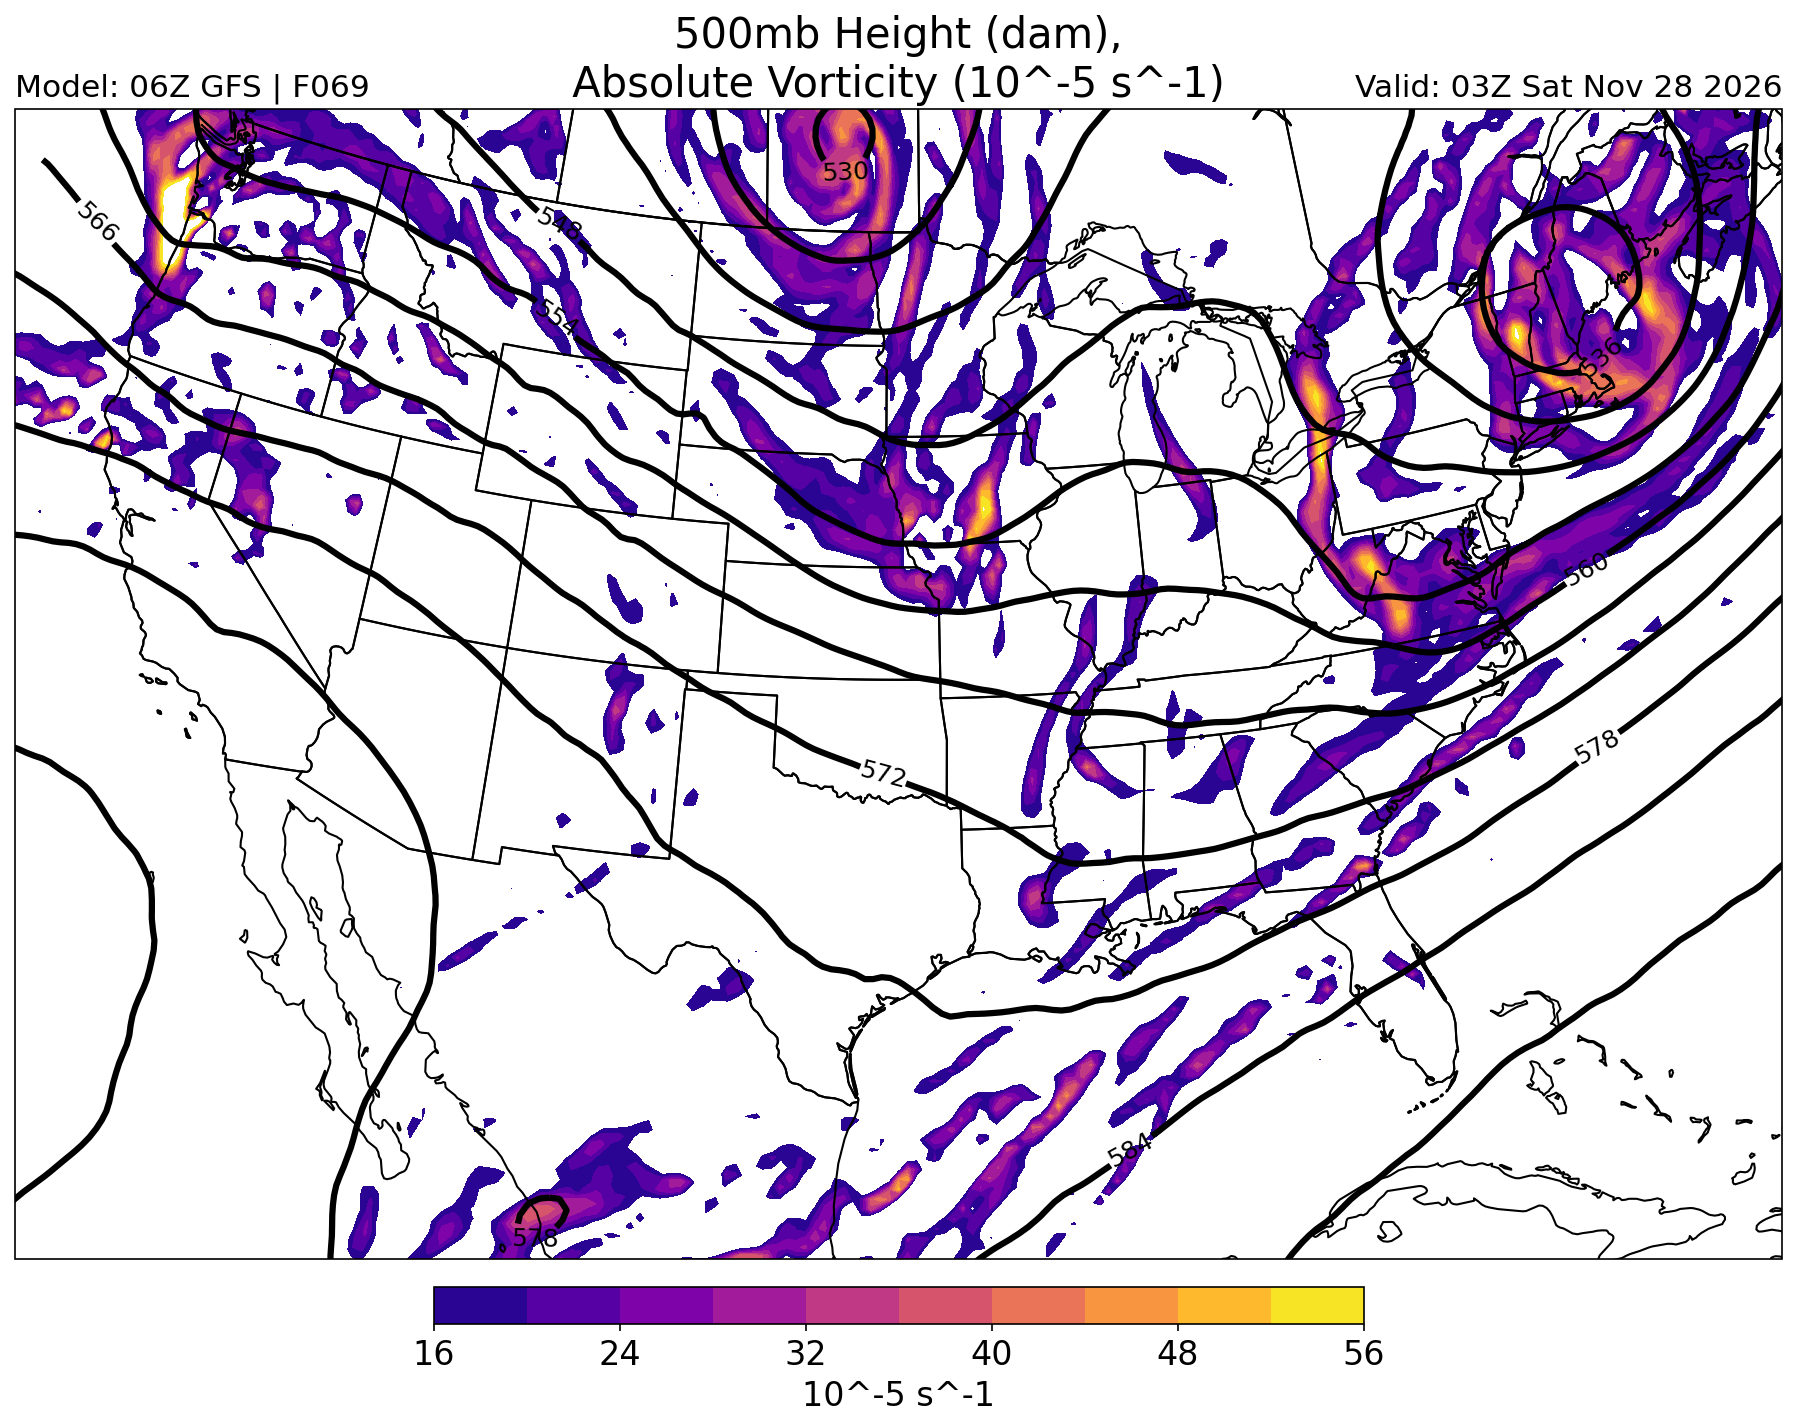 500mb Height (dam),
Absolute Vorticity (10^-5 s^-1)
Model: 06Z GFS | F069
Valid: 03Z Sat Nov 28 2026
530
566
548
554
536
560
578
572
584
578
16 24 32 40 48 56
10^-5 s^-1